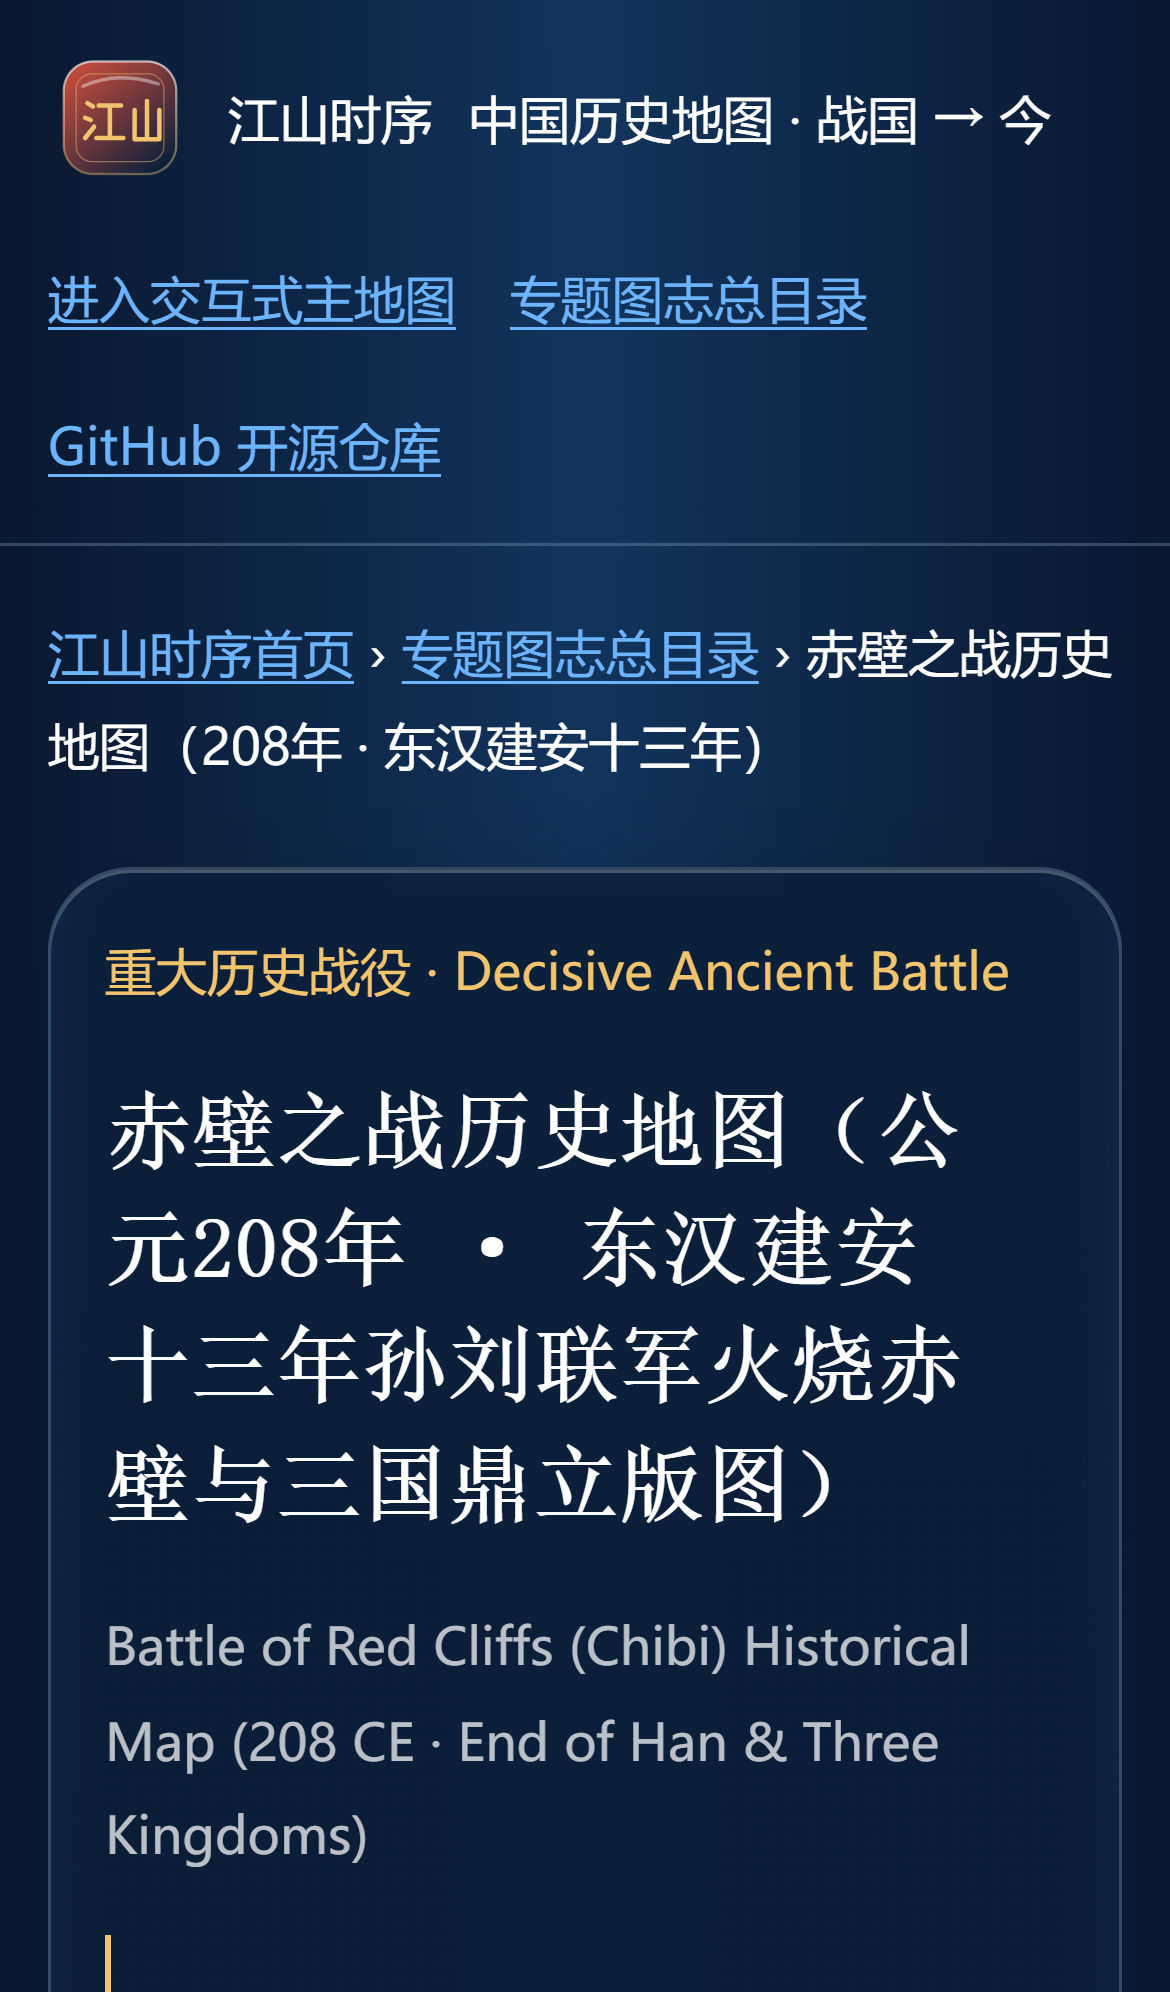 江山
江山时序 中国历史地图 · 战国 → 今
进入交互式主地图 专题图志总目录
GitHub 开源仓库
江山时序首页 › 专题图志总目录 › 赤壁之战历史
地图（208年 · 东汉建安十三年）
重大历史战役 · Decisive Ancient Battle
赤壁之战历史地图（公
元208年 · 东汉建安
十三年孙刘联军火烧赤
壁与三国鼎立版图）
Battle of Red Cliffs (Chibi) Historical
Map (208 CE · End of Han & Three
Kingdoms)